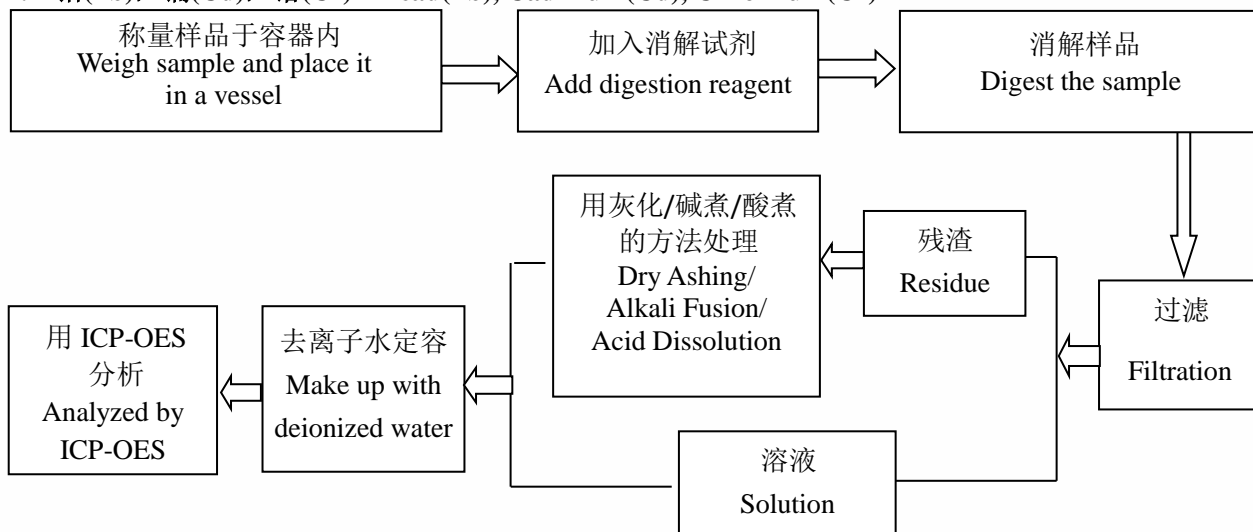 称量样品于容器内
Weigh sample and place it
in a vessel
加入消解试剂
Add digestion reagent
消解样品
Digest the sample
用灰化/碱煮/酸煮
的方法处理
Dry Ashing/
Alkali Fusion/
Acid Dissolution
残渣
Residue
过滤
Filtration
用 ICP-OES
分析
Analyzed by
ICP-OES
去离子水定容
Make up with
deionized water
溶液
Solution